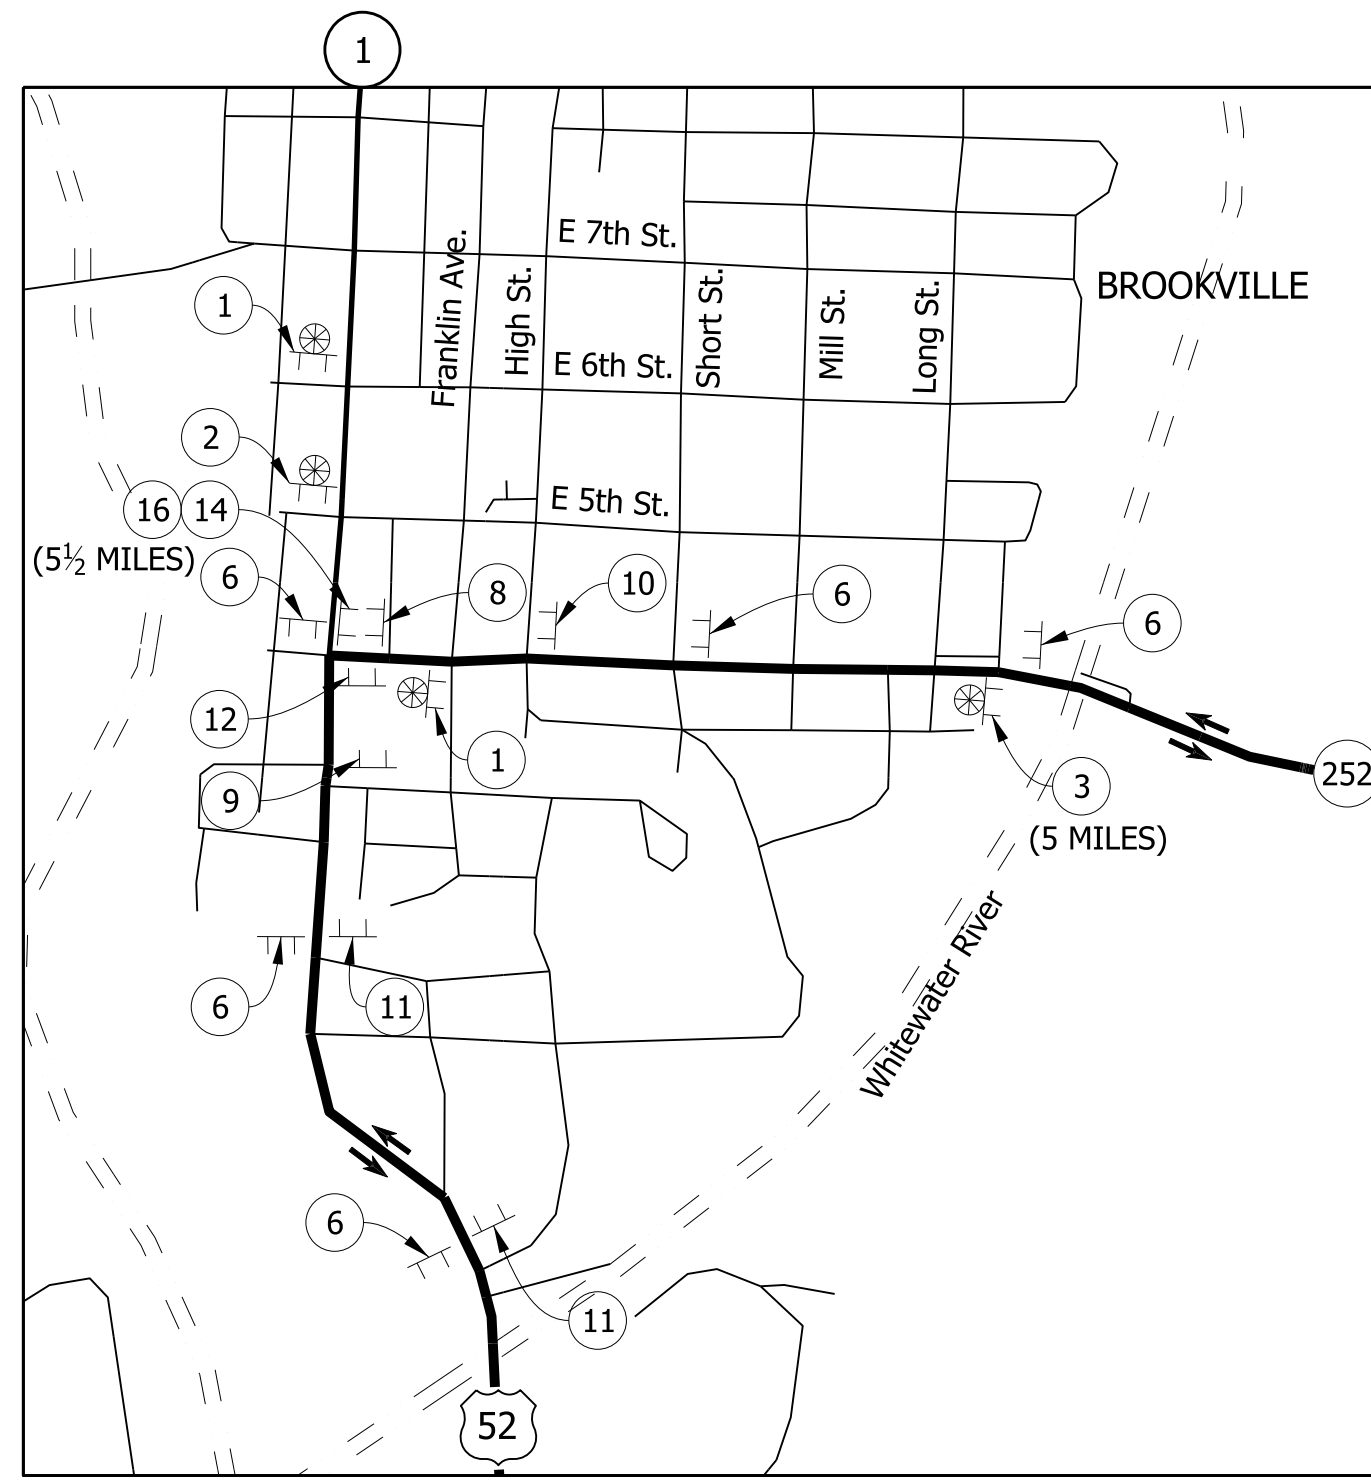 1
E 7th St.
Franklin Ave.
High St.
Short St.
Mill St.
Long St.
BROOKVILLE
1
E 6th St.
2
16
14
E 5th St.
(5½ MILES)
6
8
10
6
6
12
1
9
3
252
(5 MILES)
Whitewater River
6
11
6
11
52